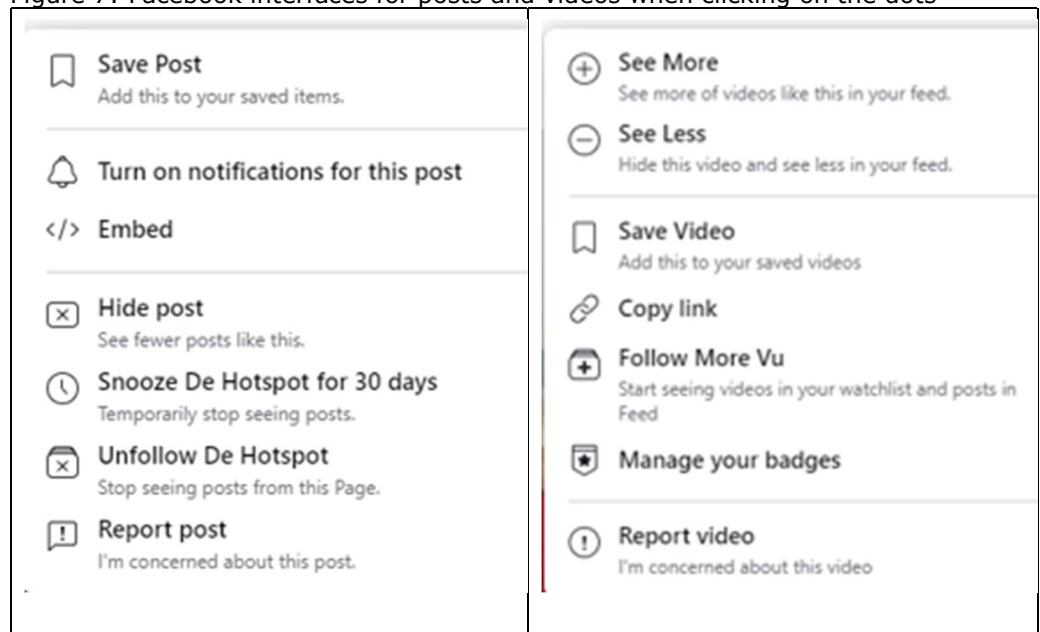 Figure 7: Facebook interfaces for posts and videos when clicking on the dots
Save Post
Add this to your saved items.
Turn on notifications for this post
</> Embed
Hide post
See fewer posts like this.
Snooze De Hotspot for 30 days
Temporarily stop seeing posts.
Unfollow De Hotspot
Stop seeing posts from this Page.
Report post
I'm concerned about this post.
See More
See more of videos like this in your feed.
See Less
Hide this video and see less in your feed.
Save Video
Add this to your saved videos
Copy link
Follow More Vu
Start seeing videos in your watchlist and posts in
Feed
Manage your badges
Report video
I'm concerned about this video